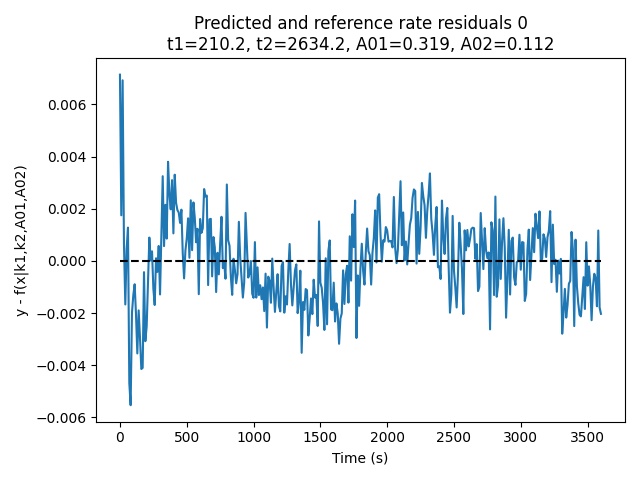 Predicted and reference rate residuals 0
t1=210.2, t2=2634.2, A01=0.319, A02=0.112
y - f(x|k1,k2,A01,A02)
0.006
0.004
0.002
0.000
−0.002
−0.004
−0.006
0 500 1000 1500 2000 2500 3000 3500
Time (s)